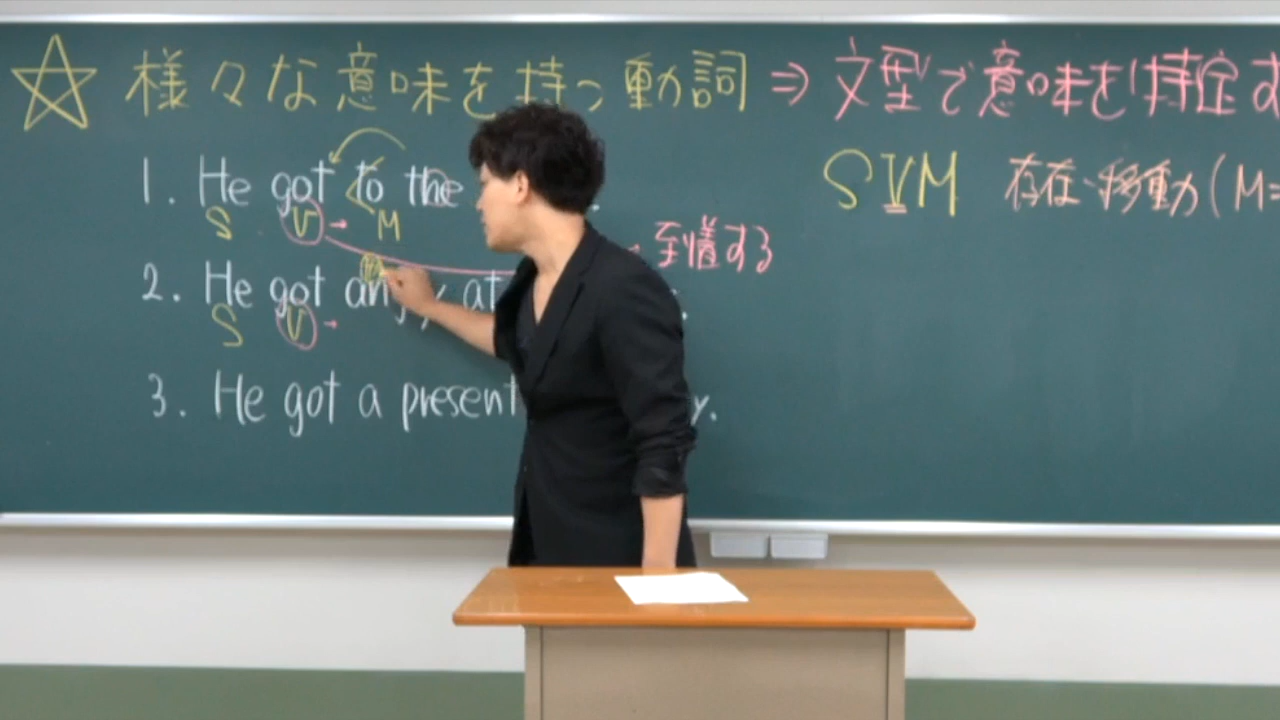 ☆ 様々な意味を持つ動詞 ⇒ 文型で意味を特定す
SVM 存在・移動(M=
1. He got to the
S V M
→ 到着する
2. He got angry at
S V
3. He got a present y.